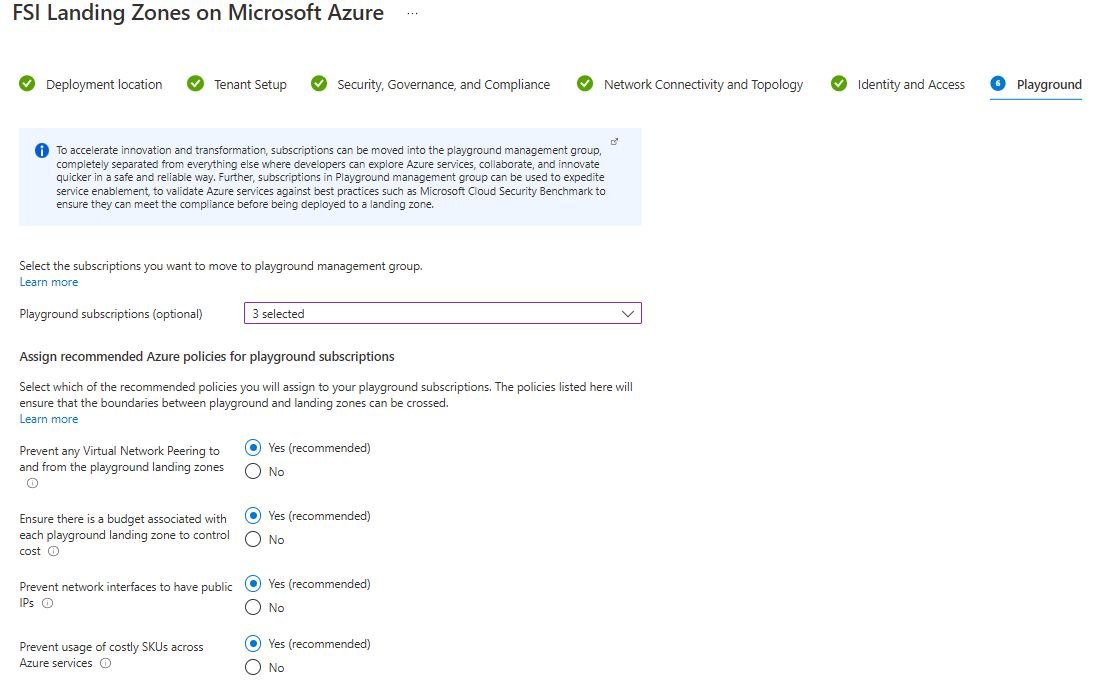 FSI Landing Zones on Microsoft Azure ...
Deployment location Tenant Setup Security, Governance, and Compliance Network Connectivity and Topology Identity and Access 6 Playground
To accelerate innovation and transformation, subscriptions can be moved into the playground management group,
completely separated from everything else where developers can explore Azure services, collaborate, and innovate
quicker in a safe and reliable way. Further, subscriptions in Playground management group can be used to expedite
service enablement, to validate Azure services against best practices such as Microsoft Cloud Security Benchmark to
ensure they can meet the compliance before being deployed to a landing zone.
Select the subscriptions you want to move to playground management group.
Learn more
Playground subscriptions (optional) 3 selected
Assign recommended Azure policies for playground subscriptions
Select which of the recommended policies you will assign to your playground subscriptions. The policies listed here will
ensure that the boundaries between playground and landing zones can be crossed.
Learn more
Prevent any Virtual Network Peering to
and from the playground landing zones
Yes (recommended)
No
Ensure there is a budget associated with
each playground landing zone to control
cost
Yes (recommended)
No
Prevent network interfaces to have public
IPs
Yes (recommended)
No
Prevent usage of costly SKUs across
Azure services
Yes (recommended)
No